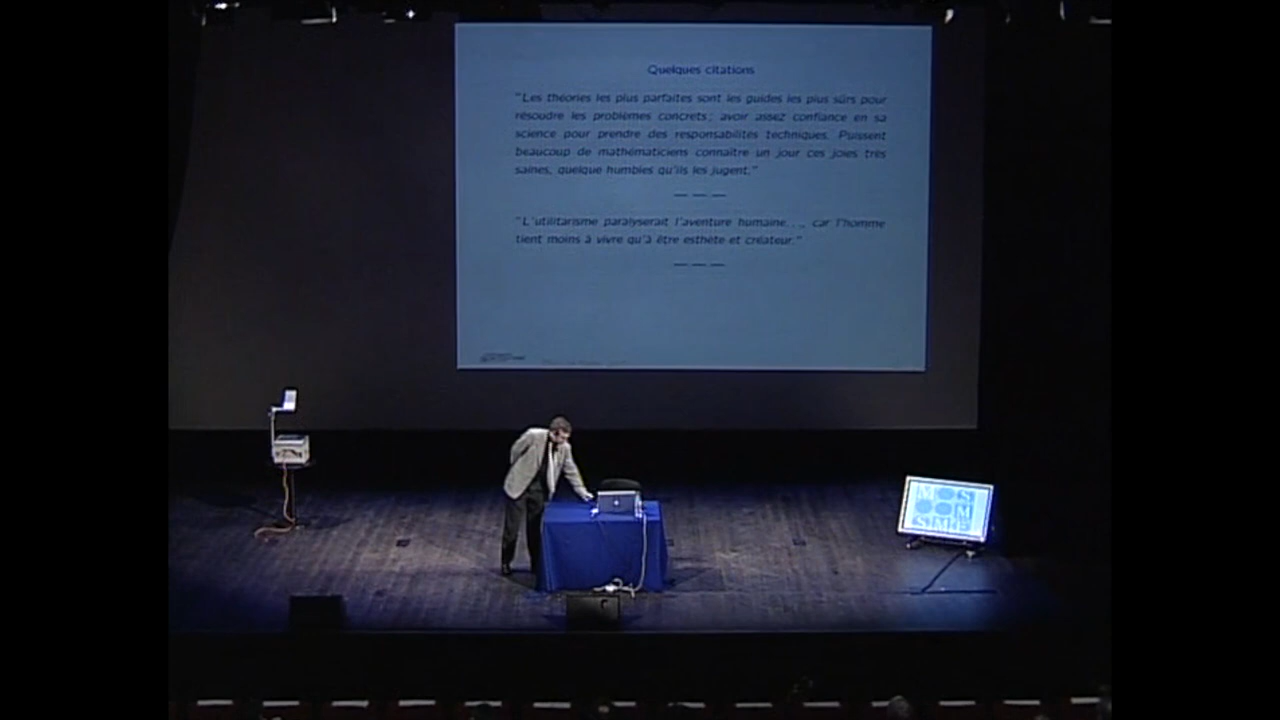 Quelques citations
"Les théories les plus parfaites sont les guides les plus sûrs pour
résoudre les problèmes concrets; avoir assez confiance en sa
science pour prendre des responsabilités techniques. Puissent
beaucoup de mathématiciens connaître un jour ces joies très
saines, quelque humbles qu'ils les jugent."
— — —
"L'utilitarisme paralyserait l'aventure humaine..., car l'homme
tient moins à vivre qu'à être esthète et créateur."
— — —
MOS
OOM
SME